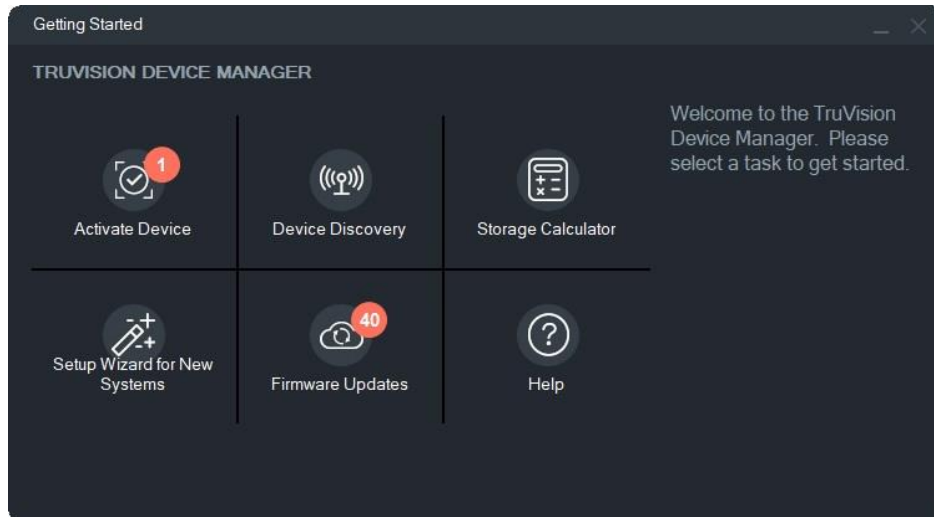 Getting Started
TRUVISION DEVICE MANAGER
Welcome to the TruVision
Device Manager. Please
select a task to get started.
1
Activate Device
Device Discovery
Storage Calculator
Setup Wizard for New
Systems
40
Firmware Updates
?
Help